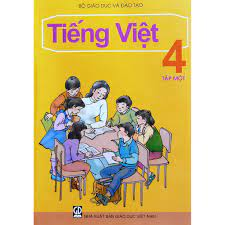 BỘ GIÁO DỤC VÀ ĐÀO TẠO
Tiếng Việt
4
TẬP MỘT
NHÀ XUẤT BẢN GIÁO DỤC VIỆT NAM